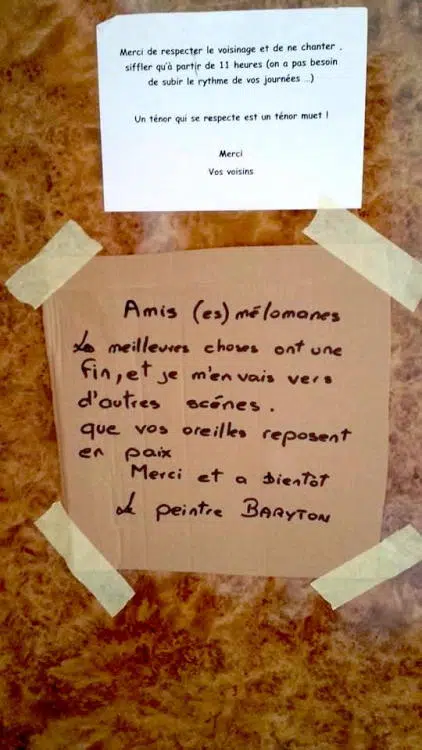 Merci de respecter le voisinage et de ne chanter ,
siffler qu'à partir de 11 heures (on a pas besoin
de subir le rythme de vos journées ...)
Un ténor qui se respecte est un ténor muet !
Merci
Vos voisins
Amis (es) mélomanes
Les meilleures choses ont une
fin, et je m'en vais vers
d'autres scénes.
que vos oreilles reposent
en paix
Merci et a bientôt
Le peintre BARYTON